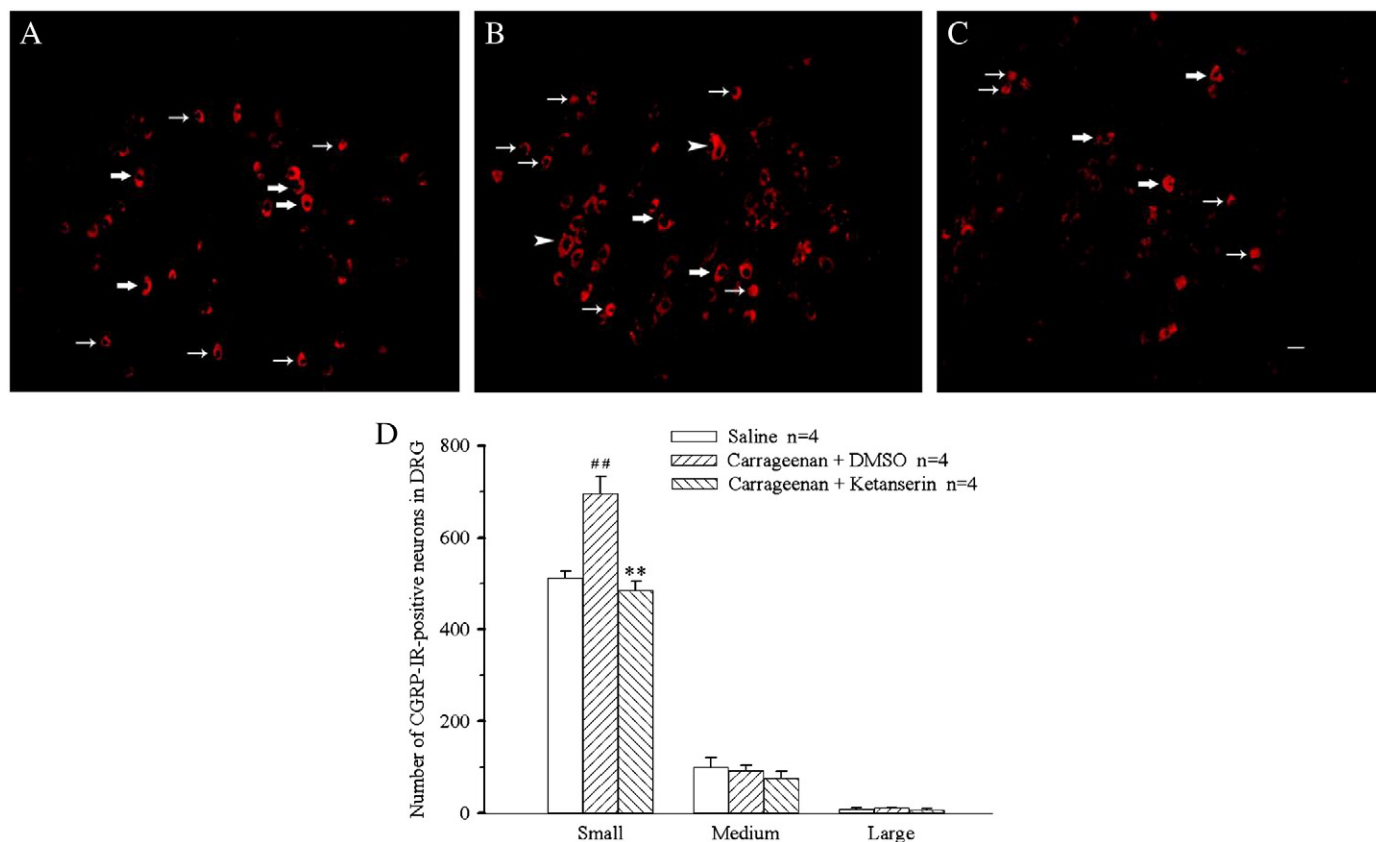 A
B
C
D
Number of CGRP-IR-positive neurons in DRG
800
600
400
200
0
##
**
Saline n=4
Carrageenan + DMSO n=4
Carrageenan + Ketanserin n=4
Small
Medium
Large